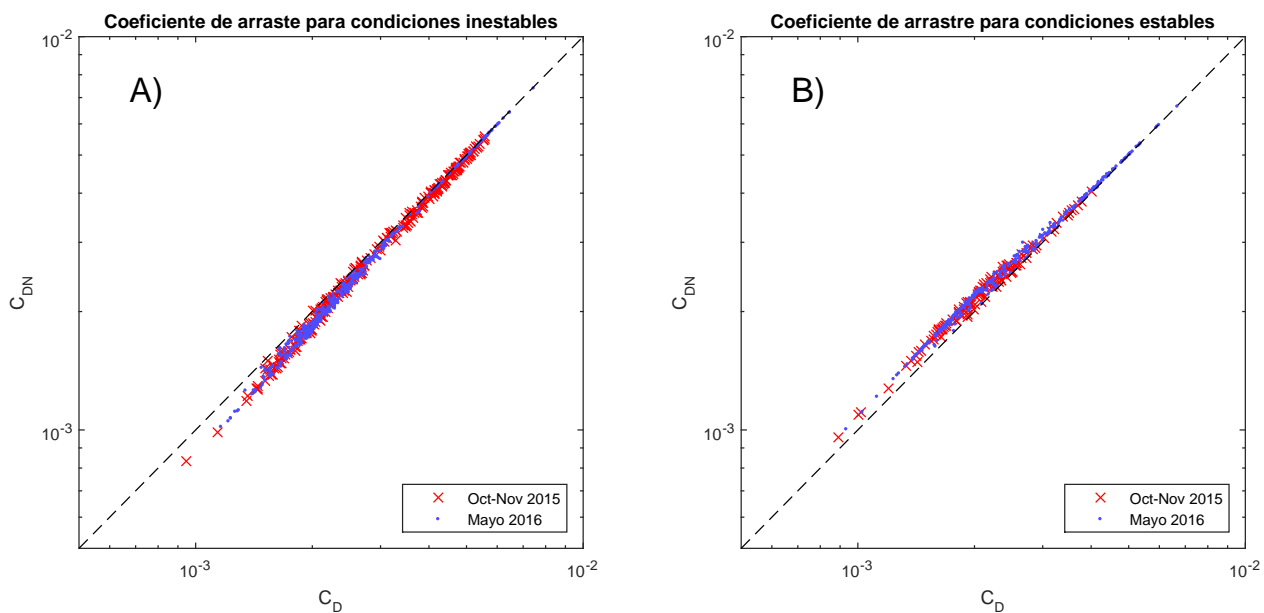 Coeficiente de arraste para condiciones inestables
10^-2
A)
C_DN
10^-3
Oct-Nov 2015
Mayo 2016
10^-3
10^-2
C_D
Coeficiente de arrastre para condiciones estables
10^-2
B)
C_DN
10^-3
Oct-Nov 2015
Mayo 2016
10^-3
10^-2
C_D